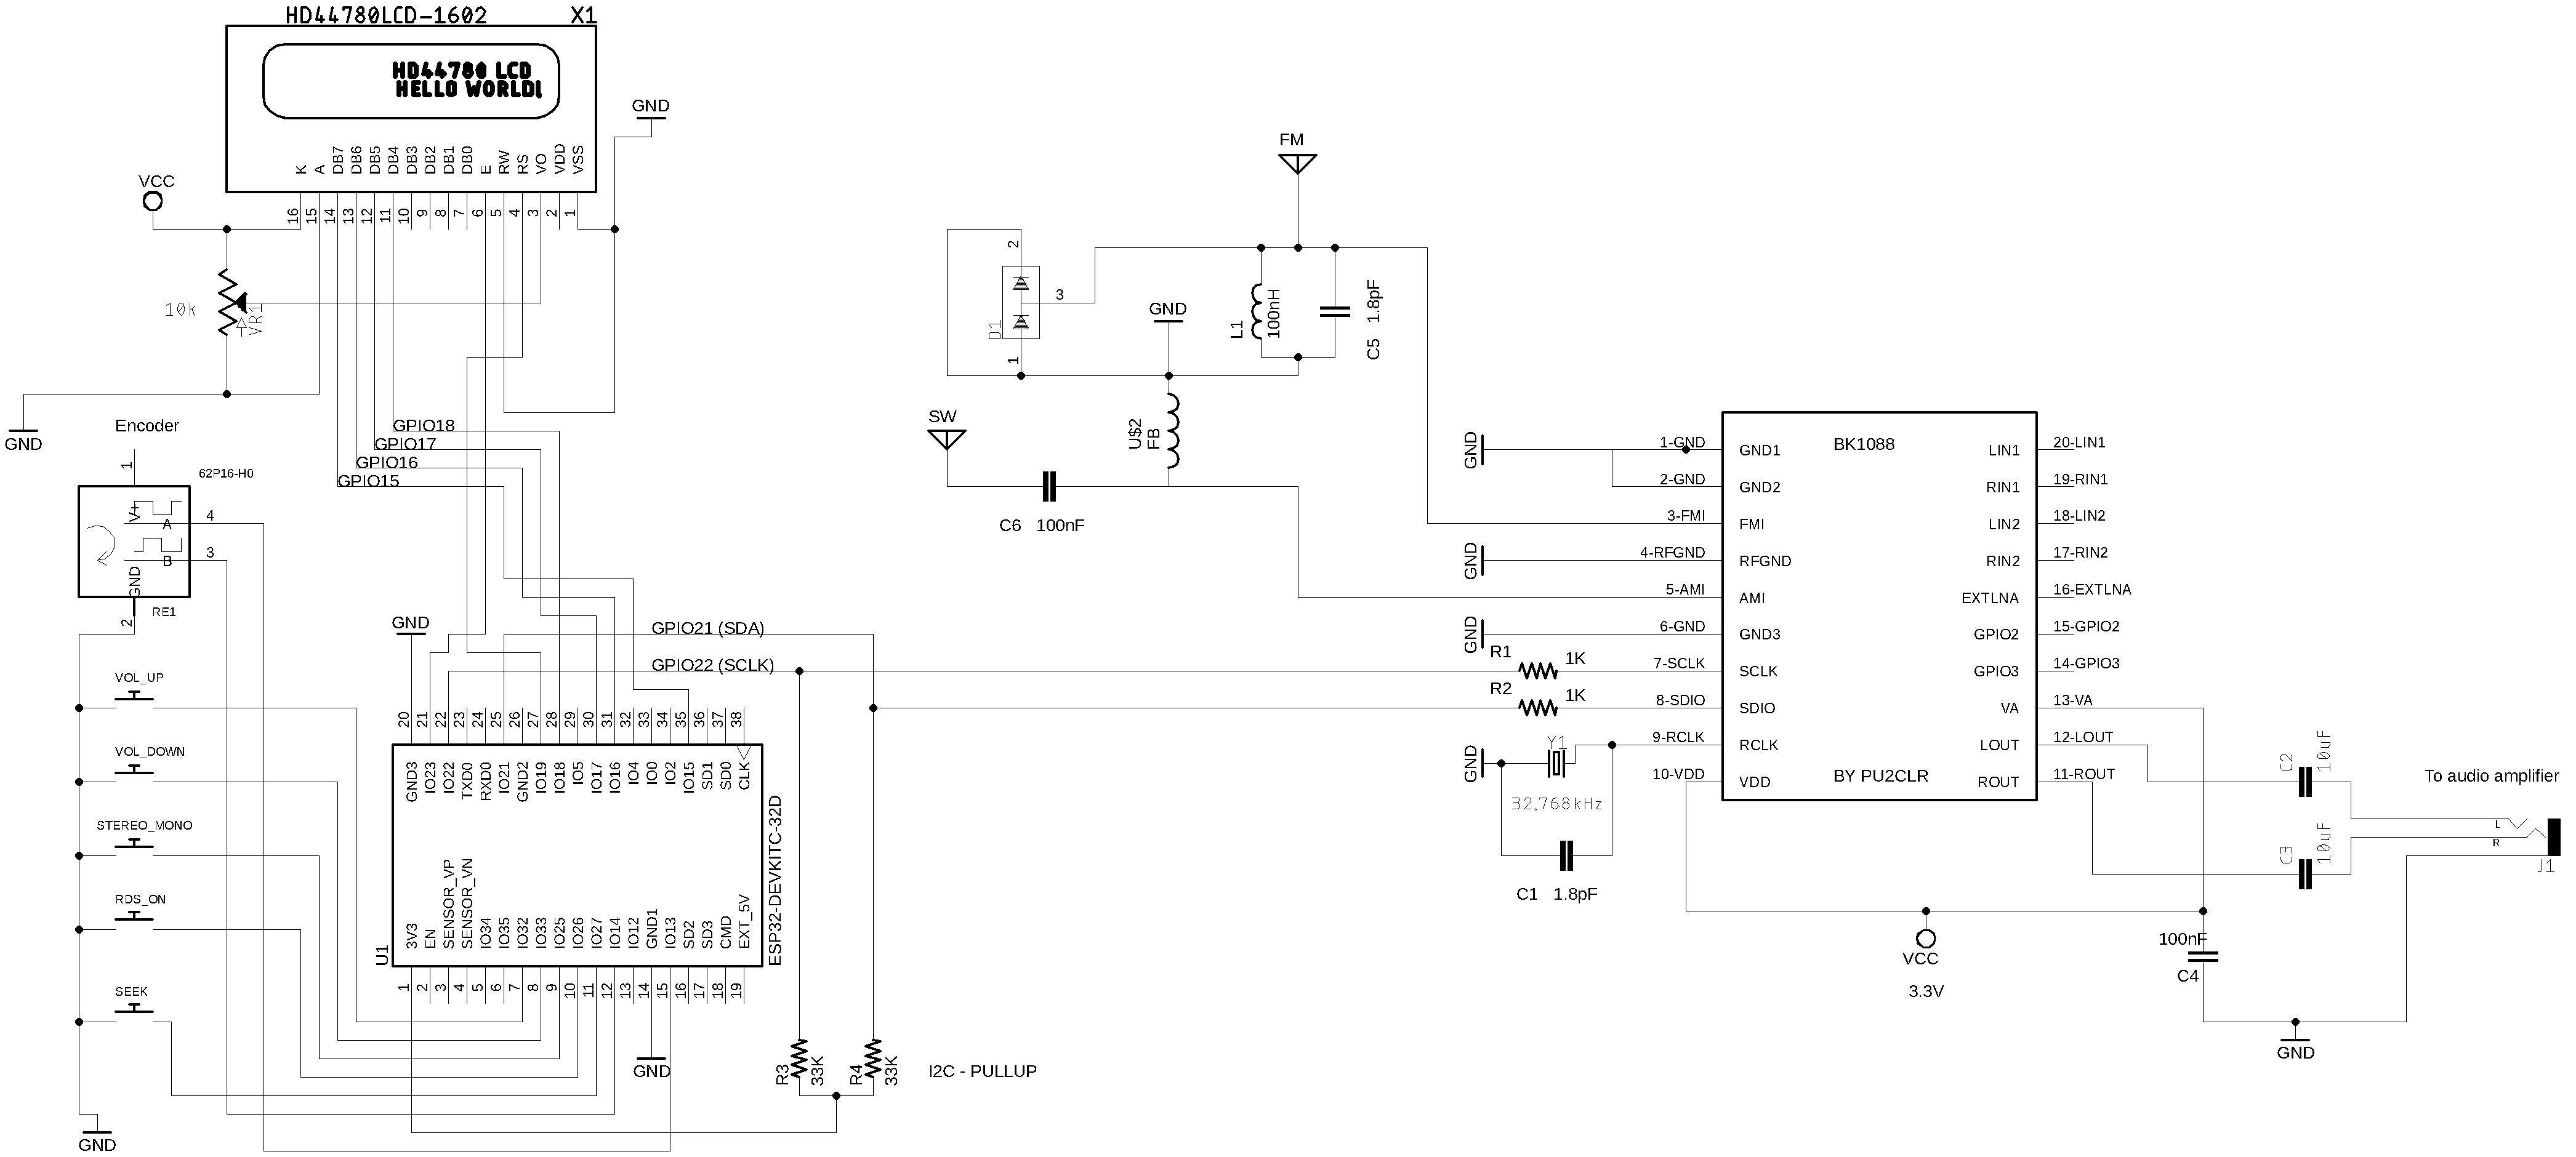 HD44780LCD-1602 X1
HD44780 LCD
HELLO WORLD!
K A DB7 DB6 DB5 DB4 DB3 DB2 DB1 DB0 E RW RS VO VDD VSS
16 15 14 13 12 11 10 9 8 7 6 5 4 3 2 1
GND
VCC
10k
VR1
GND
Encoder
62P16-H0
1
V+
A
4
B
3
GND
RE1
2
GPIO18
GPIO17
GPIO16
GPIO15
VOL_UP
VOL_DOWN
STEREO_MONO
RDS_ON
SEEK
GND
GND
GPIO21 (SDA)
GPIO22 (SCLK)
20 21 22 23 24 25 26 27 28 29 30 31 32 33 34 35 36 37 38
GND3 IO23 IO22 TXD0 RXD0 IO21 GND2 IO19 IO18 IO5 IO17 IO16 IO4 IO0 IO2 IO15 SD1 SD0 CLK
3V3 EN SENSOR_VP SENSOR_VN IO34 IO35 IO32 IO33 IO25 IO26 IO27 IO14 IO12 GND1 IO13 SD2 SD3 CMD EXT_5V
U1
ESP32-DEVKITC-32D
1 2 3 4 5 6 7 8 9 10 11 12 13 14 15 16 17 18 19
GND
R3
33K
R4
33K
I2C - PULLUP
FM
2
3
D1
1
GND
L1
100nH
C5 1.8pF
SW
U$2
FB
C6 100nF
GND
GND
GND
R1 1K
R2 1K
GND
Y1
32.768kHz
C1 1.8pF
1-GND
2-GND
3-FMI
4-RFGND
5-AMI
6-GND
7-SCLK
8-SDIO
9-RCLK
10-VDD
BK1088
GND1
GND2
FMI
RFGND
AMI
GND3
SCLK
SDIO
RCLK
VDD
BY PU2CLR
LIN1
RIN1
LIN2
RIN2
EXTLNA
GPIO2
GPIO3
VA
LOUT
ROUT
20-LIN1
19-RIN1
18-LIN2
17-RIN2
16-EXTLNA
15-GPIO2
14-GPIO3
13-VA
12-LOUT
11-ROUT
C2
10uF
C3
10uF
To audio amplifier
L
R
J1
VCC
3.3V
100nF
C4
GND